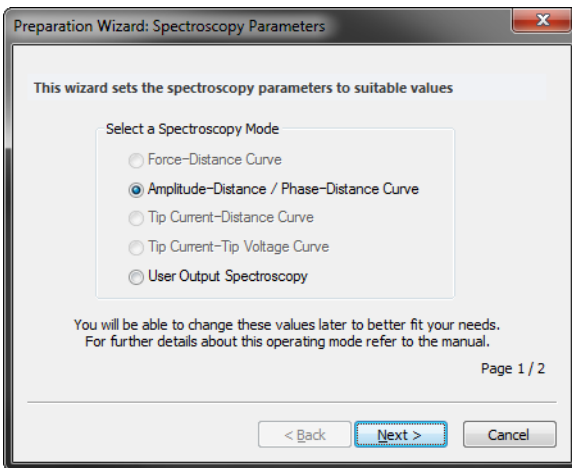 Preparation Wizard: Spectroscopy Parameters
This wizard sets the spectroscopy parameters to suitable values
Select a Spectroscopy Mode
Force-Distance Curve
Amplitude-Distance / Phase-Distance Curve
Tip Current-Distance Curve
Tip Current-Tip Voltage Curve
User Output Spectroscopy
You will be able to change these values later to better fit your needs.
For further details about this operating mode refer to the manual.
Page 1 / 2
< Back Next > Cancel